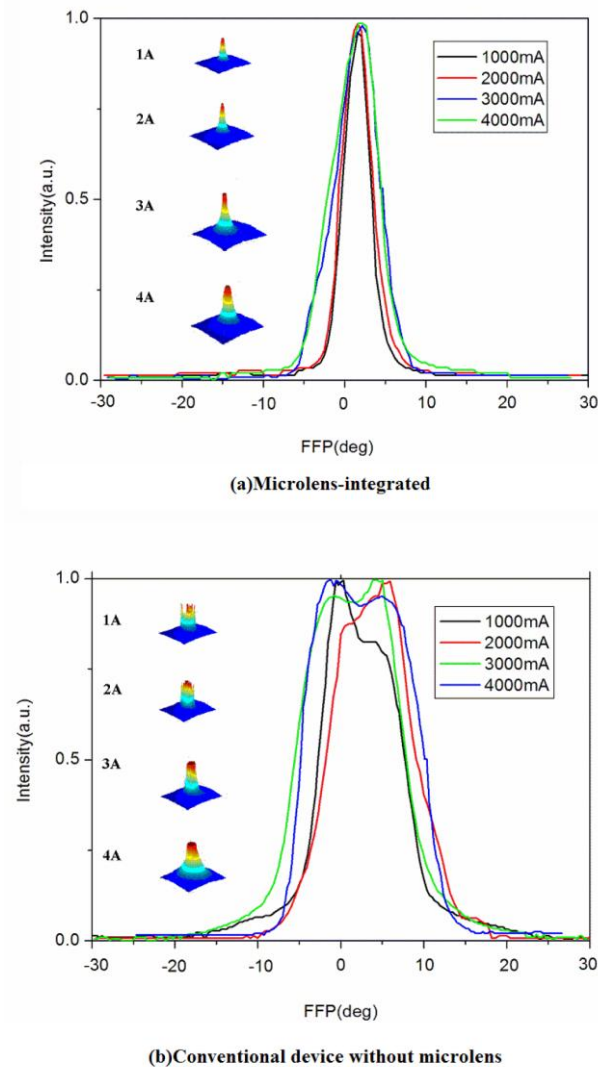 1.0
0.5
0.0
Intensity(a.u.)
1A
2A
3A
4A
1000mA
2000mA
3000mA
4000mA
-30
-20
-10
0
10
20
30
FFP(deg)
(a)Microlens-integrated
1.0
0.5
0.0
Intensity(a.u.)
1A
2A
3A
4A
1000mA
2000mA
3000mA
4000mA
-30
-20
-10
0
10
20
30
FFP(deg)
(b)Conventional device without microlens